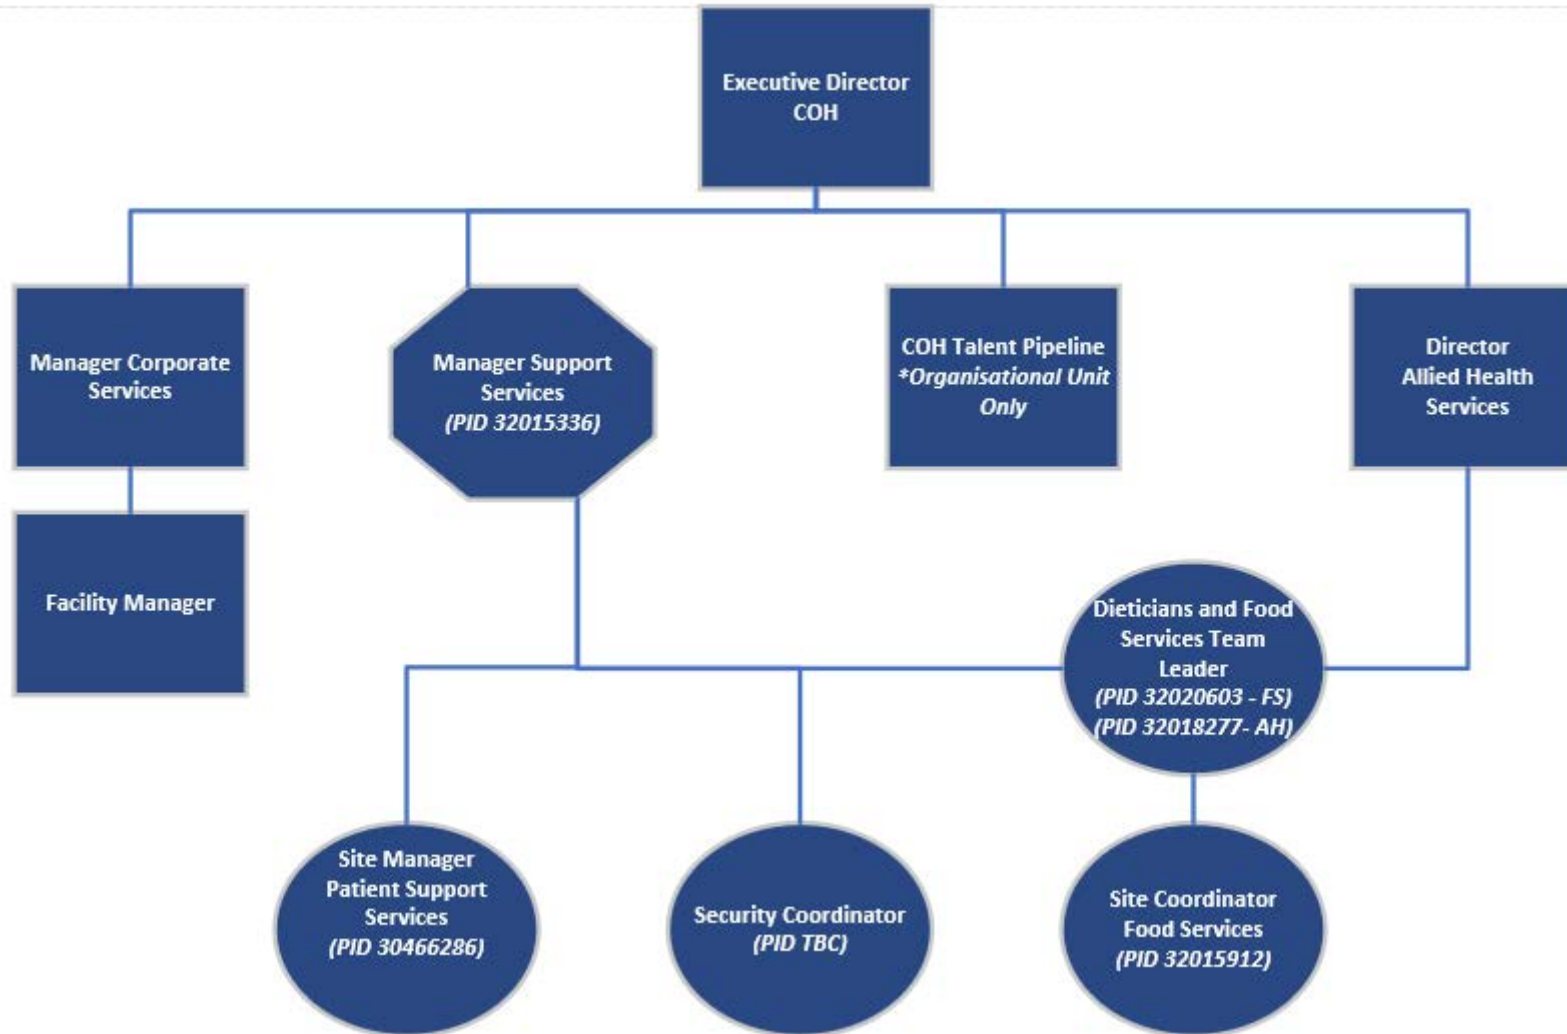 Executive Director
COH
Manager Corporate
Services
Manager Support
Services
(PID 32015336)
COH Talent Pipeline
*Organisational Unit
Only
Director
Allied Health
Services
Facility Manager
Dieticians and Food
Services Team
Leader
(PID 32020603 - FS)
(PID 32018277- AH)
Site Manager
Patient Support
Services
(PID 30466286)
Security Coordinator
(PID TBC)
Site Coordinator
Food Services
(PID 32015912)